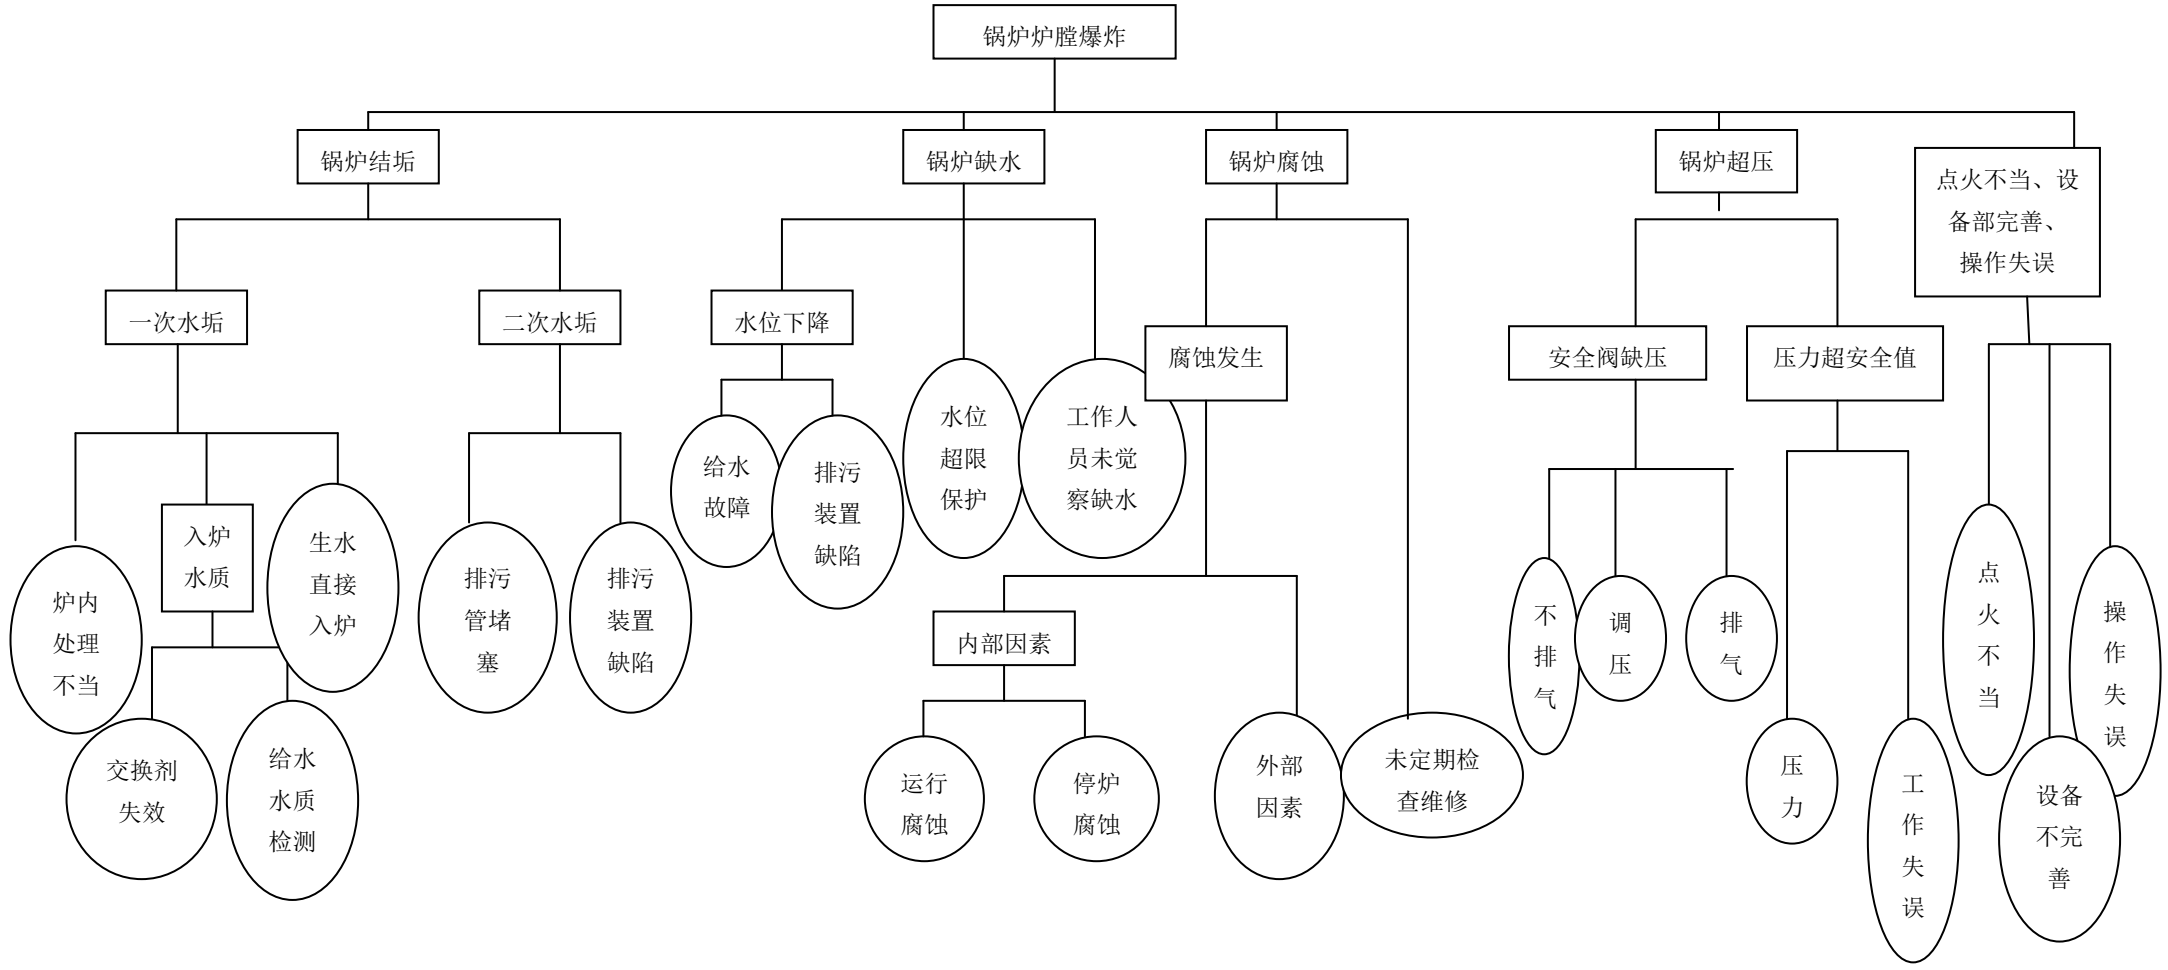 锅炉炉膛爆炸
锅炉结垢
锅炉缺水
锅炉腐蚀
锅炉超压
点火不当、设
备部完善、
操作失误
一次水垢
二次水垢
水位下降
腐蚀发生
安全阀缺压
压力超安全值
水位
超限
保护
工作人
员未觉
察缺水
给水
故障
排污
装置
缺陷
入炉
水质
生水
直接
入炉
炉内
处理
不当
排污
管堵
塞
排污
装置
缺陷
内部因素
不
排
气
调
压
排
气
点
火
不
当
操
作
失
误
交换剂
失效
给水
水质
检测
运行
腐蚀
停炉
腐蚀
外部
因素
未定期检
查维修
压
力
工
作
失
误
设备
不完
善